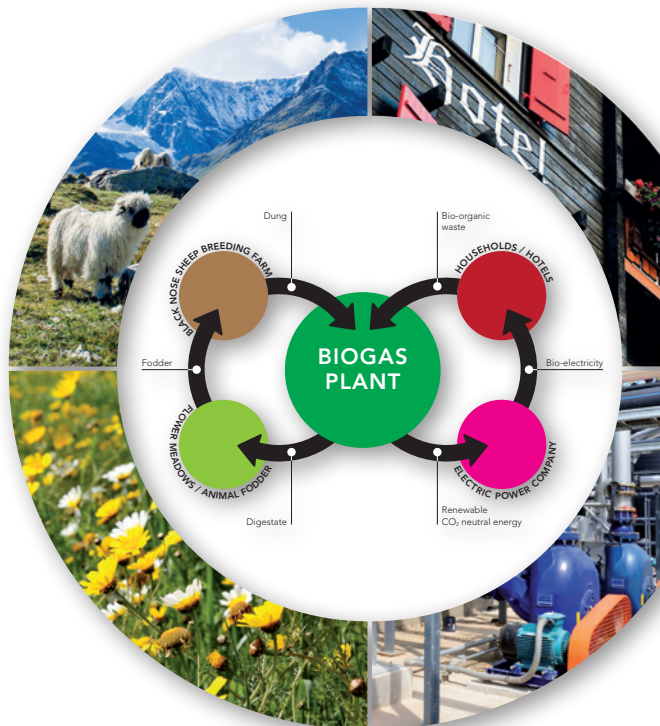 Hotel
Dung
Bio-organic
waste
BLACK NOSE SHEEP BREEDING FARM
HOUSEHOLDS / HOTELS
BIOGAS
PLANT
Fodder
Bio-electricity
FLOWER MEADOWS / ANIMAL FODDER
ELECTRIC POWER COMPANY
Digestate
Renewable
CO₂ neutral energy